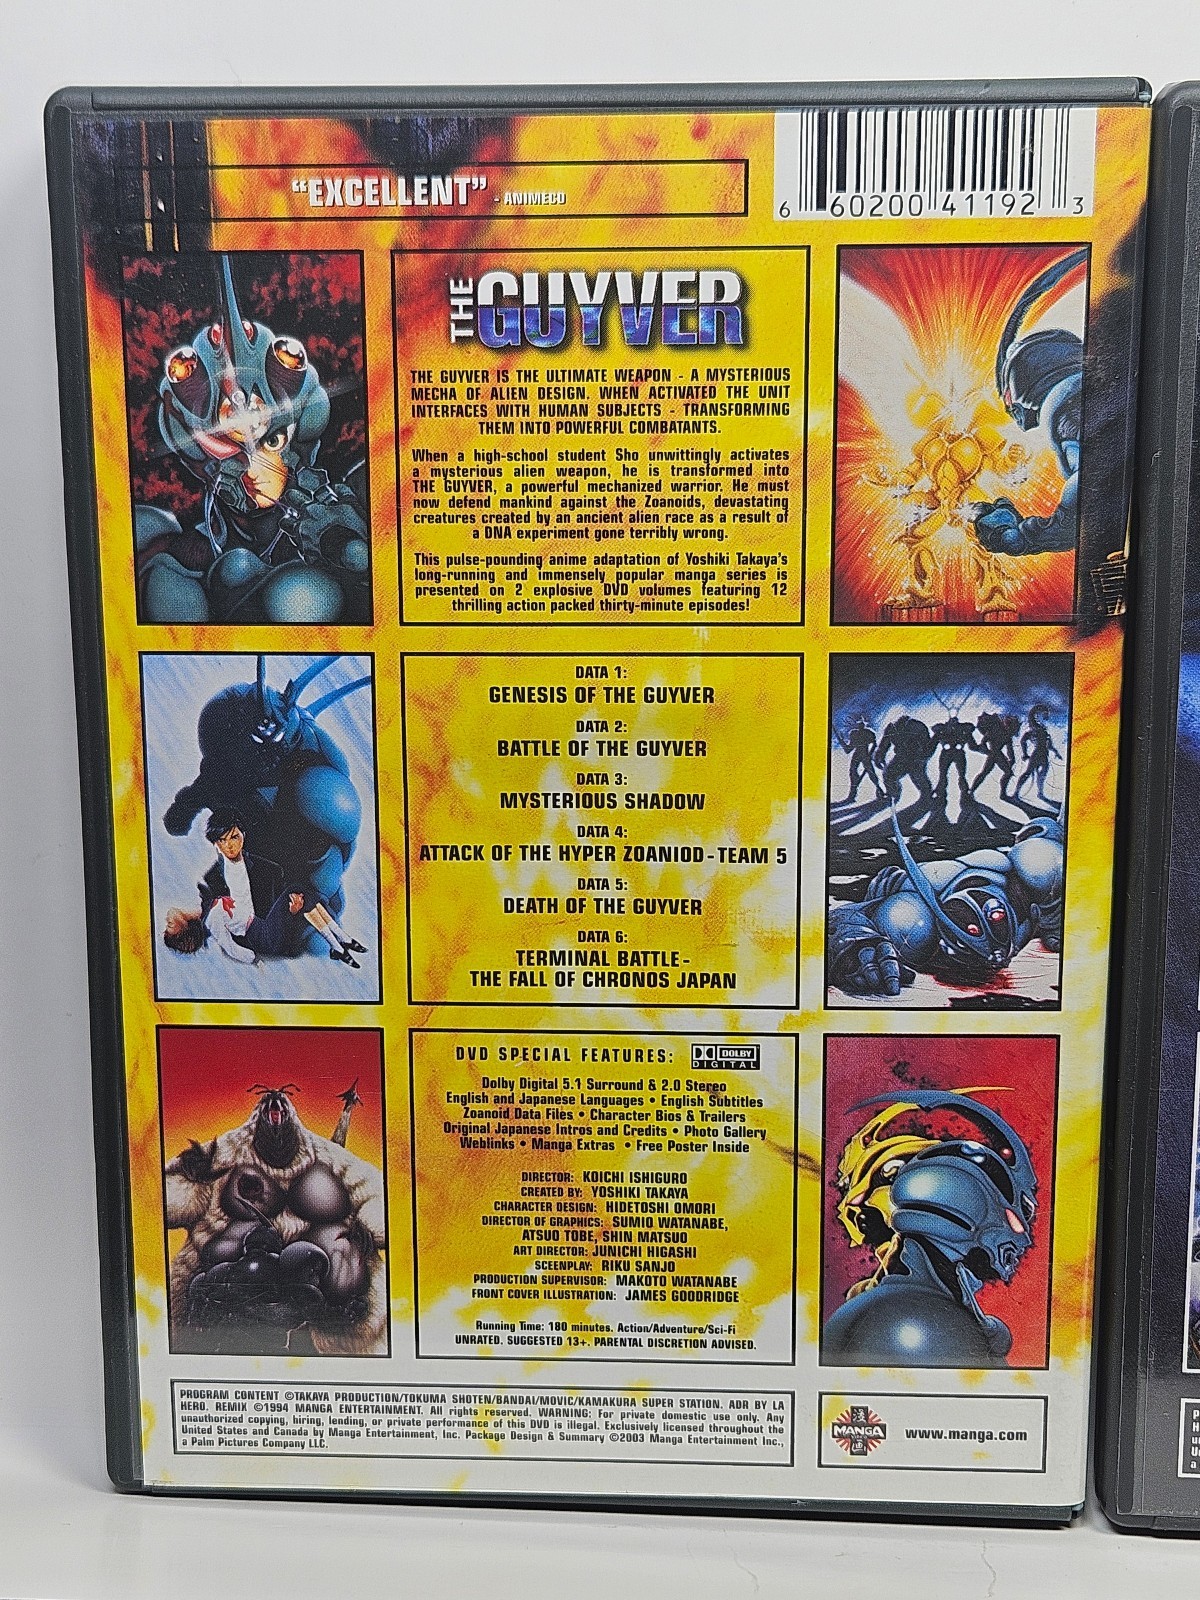 "EXCELLENT" - ANIMECO
6 60200 41192 3
THE GUYVER
THE GUYVER IS THE ULTIMATE WEAPON - A MYSTERIOUS
MECHA OF ALIEN DESIGN. WHEN ACTIVATED THE UNIT
INTERFACES WITH HUMAN SUBJECTS - TRANSFORMING
THEM INTO POWERFUL COMBATANTS.
When a high-school student Sho unwittingly activates
a mysterious alien weapon, he is transformed into
THE GUYVER, a powerful mechanized warrior. He must
now defend mankind against the Zoanoids, devastating
creatures created by an ancient alien race as a result of
a DNA experiment gone terribly wrong.
This pulse-pounding anime adaptation of Yoshiki Takaya's
long-running and immensely popular manga series is
presented on 2 explosive DVD volumes featuring 12
thrilling action packed thirty-minute episodes!
DATA 1:
GENESIS OF THE GUYVER
DATA 2:
BATTLE OF THE GUYVER
DATA 3:
MYSTERIOUS SHADOW
DATA 4:
ATTACK OF THE HYPER ZOANIOD-TEAM 5
DATA 5:
DEATH OF THE GUYVER
DATA 6:
TERMINAL BATTLE-
THE FALL OF CHRONOS JAPAN
DVD SPECIAL FEATURES: DOLBY DIGITAL
Dolby Digital 5.1 Surround & 2.0 Stereo
English and Japanese Languages • English Subtitles
Zoanoid Data Files • Character Bios & Trailers
Original Japanese Intros and Credits • Photo Gallery
Weblinks • Manga Extras • Free Poster Inside
DIRECTOR: KOICHI ISHIGURO
CREATED BY: YOSHIKI TAKAYA
CHARACTER DESIGN: HIDETOSHI OMORI
DIRECTOR OF GRAPHICS: SUMIO WATANABE,
ATSUO TOBE, SHIN MATSUO
ART DIRECTOR: JUNICHI HIGASHI
SCEENPLAY: RIKU SANJO
PRODUCTION SUPERVISOR: MAKOTO WATANABE
FRONT COVER ILLUSTRATION: JAMES GOODRIDGE
Running Time: 180 minutes. Action/Adventure/Sci-Fi
UNRATED. SUGGESTED 13+. PARENTAL DISCRETION ADVISED.
PROGRAM CONTENT ©TAKAYA PRODUCTION/TOKUMA SHOTEN/BANDAI/MOVIC/KAMAKURA SUPER STATION. ADR BY LA
HERO. REMIX ©1994 MANGA ENTERTAINMENT. All rights reserved. WARNING: For private domestic use only. Any
unauthorized copying, hiring, lending, or private performance of this DVD is illegal. Exclusively licensed throughout the
United States and Canada by Manga Entertainment, Inc. Package Design & Summary ©2003 Manga Entertainment Inc.,
a Palm Pictures Company LLC.
漫
MANGA
画
www.manga.com